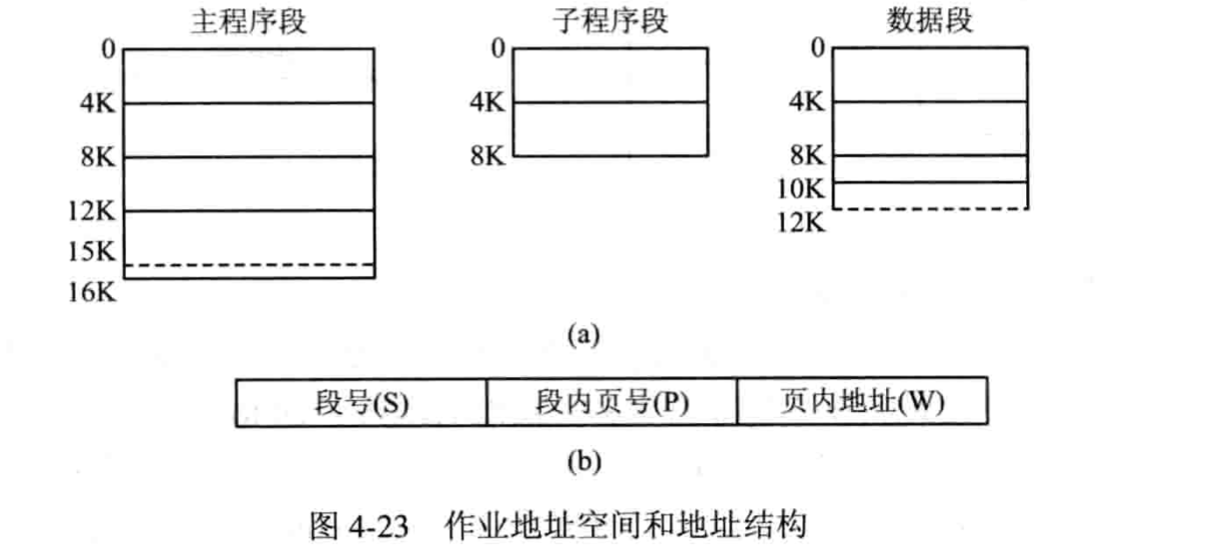 主程序段 子程序段 数据段
0 0 0
4K 4K 4K
8K 8K 8K
10K
12K 12K
15K
16K
(a)
段号(S) 段内页号(P) 页内地址(W)
(b)
图 4-23 作业地址空间和地址结构